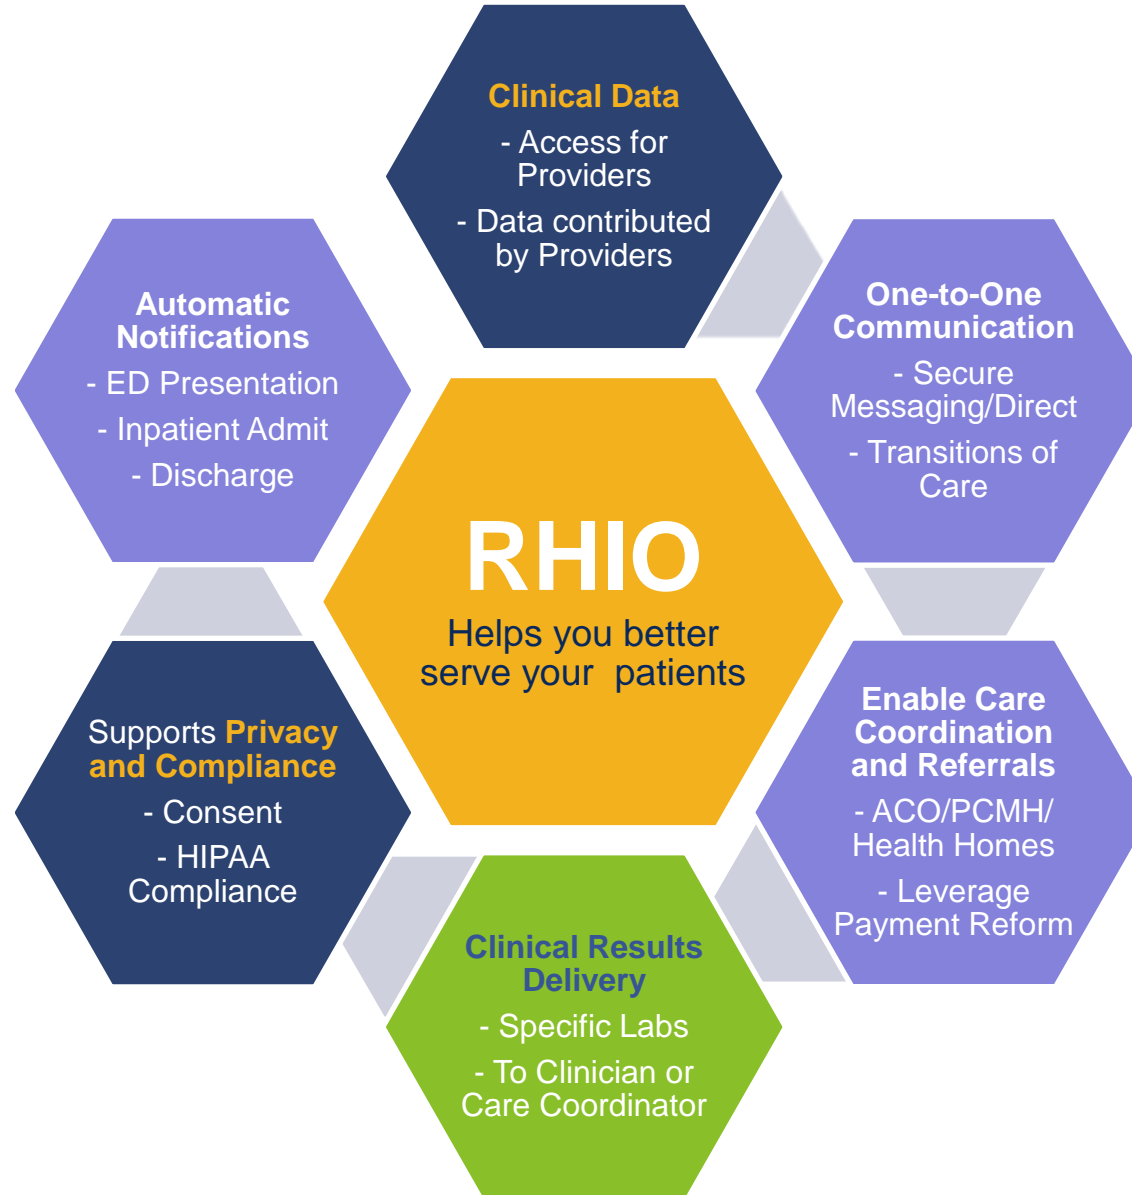 Clinical Data
- Access for
Providers
- Data contributed
by Providers
One-to-One
Communication
- Secure
Messaging/Direct
- Transitions of
Care
Enable Care
Coordination
and Referrals
- ACO/PCMH/
Health Homes
- Leverage
Payment Reform
Clinical Results
Delivery
- Specific Labs
- To Clinician or
Care Coordinator
Supports Privacy
and Compliance
- Consent
- HIPAA
Compliance
Automatic
Notifications
- ED Presentation
- Inpatient Admit
- Discharge
RHIO
Helps you better
serve your  patients